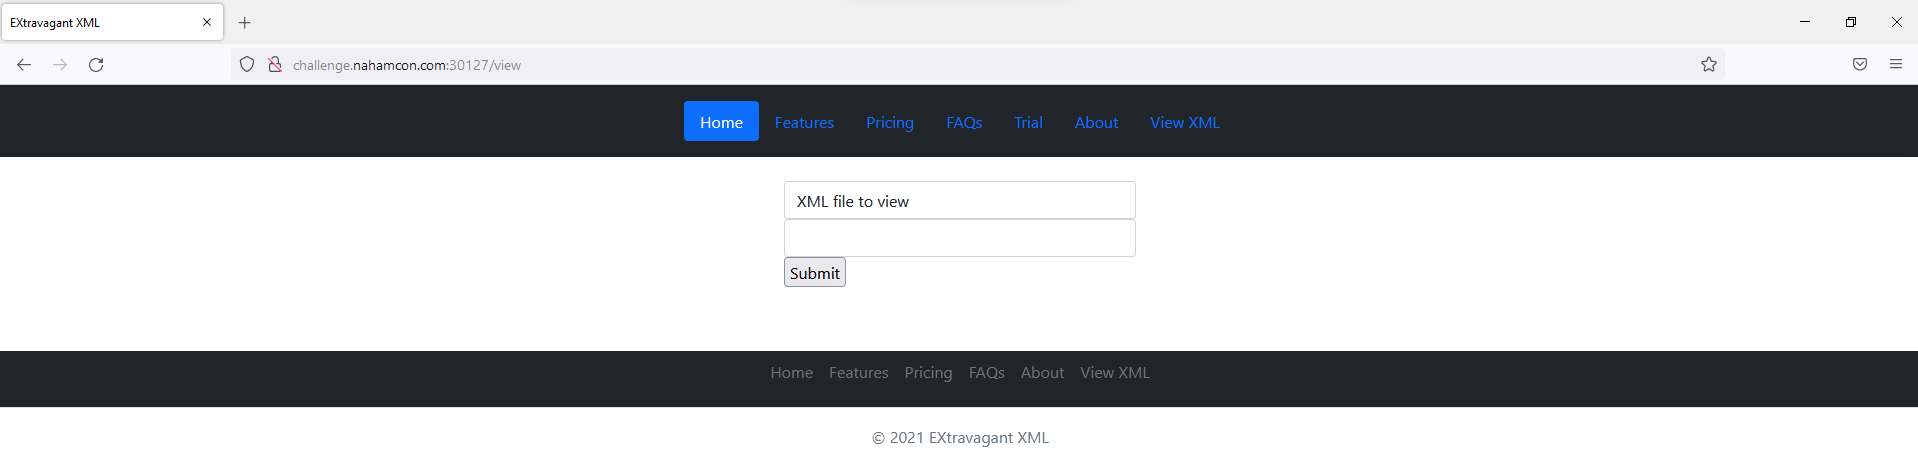 EXtravagant XML
challenge.nahamcon.com:30127/view
Home Features Pricing FAQs Trial About View XML
XML file to view
Submit
Home Features Pricing FAQs About View XML
© 2021 EXtravagant XML